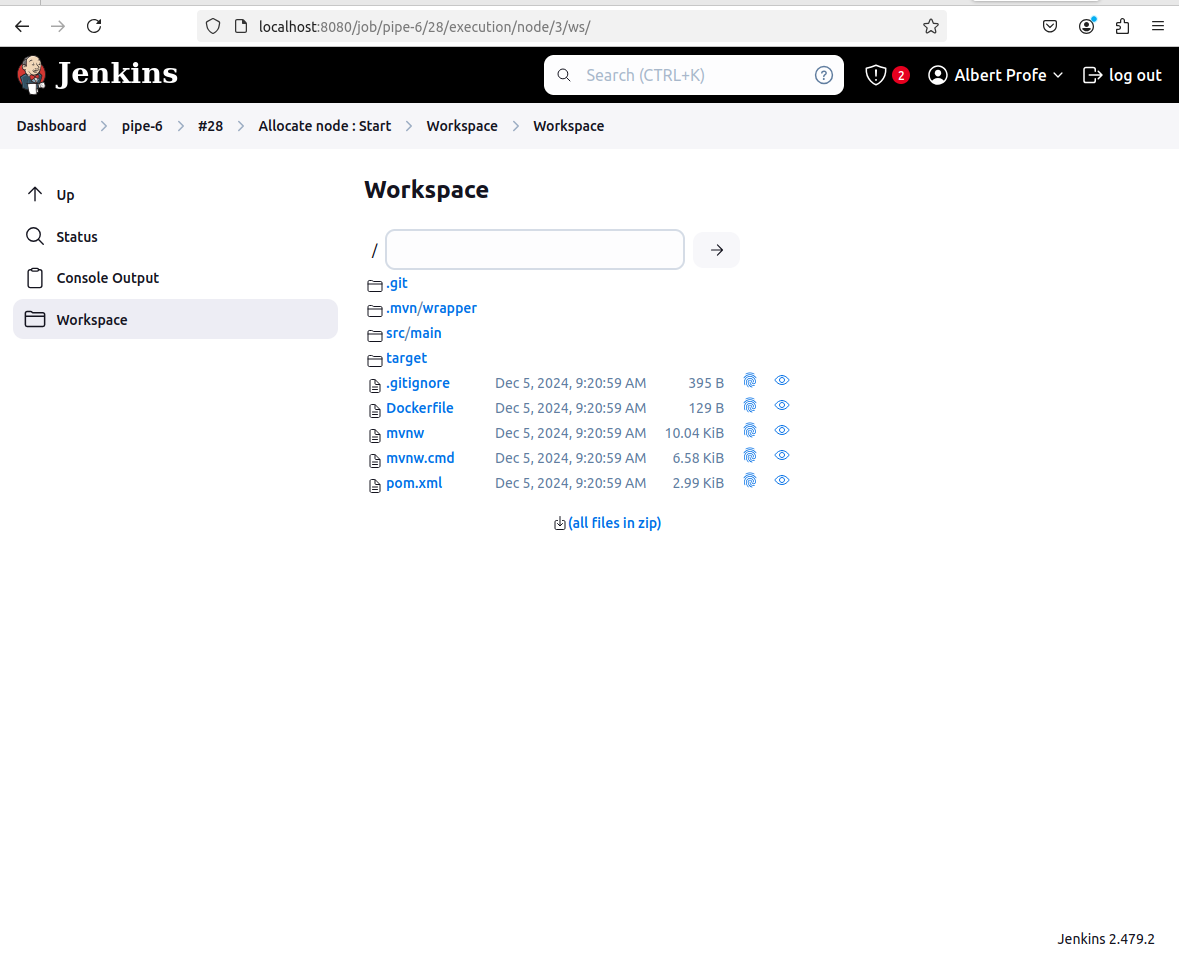 localhost:8080/job/pipe-6/28/execution/node/3/ws/
Jenkins
Search (CTRL+K)
?
2
Albert Profe
log out
Dashboard > pipe-6 > #28 > Allocate node : Start > Workspace > Workspace
Up
Status
Console Output
Workspace
Workspace
/
.git
.mvn/wrapper
src/main
target
.gitignore Dec 5, 2024, 9:20:59 AM 395 B
Dockerfile Dec 5, 2024, 9:20:59 AM 129 B
mvnw Dec 5, 2024, 9:20:59 AM 10.04 KiB
mvnw.cmd Dec 5, 2024, 9:20:59 AM 6.58 KiB
pom.xml Dec 5, 2024, 9:20:59 AM 2.99 KiB
(all files in zip)
Jenkins 2.479.2